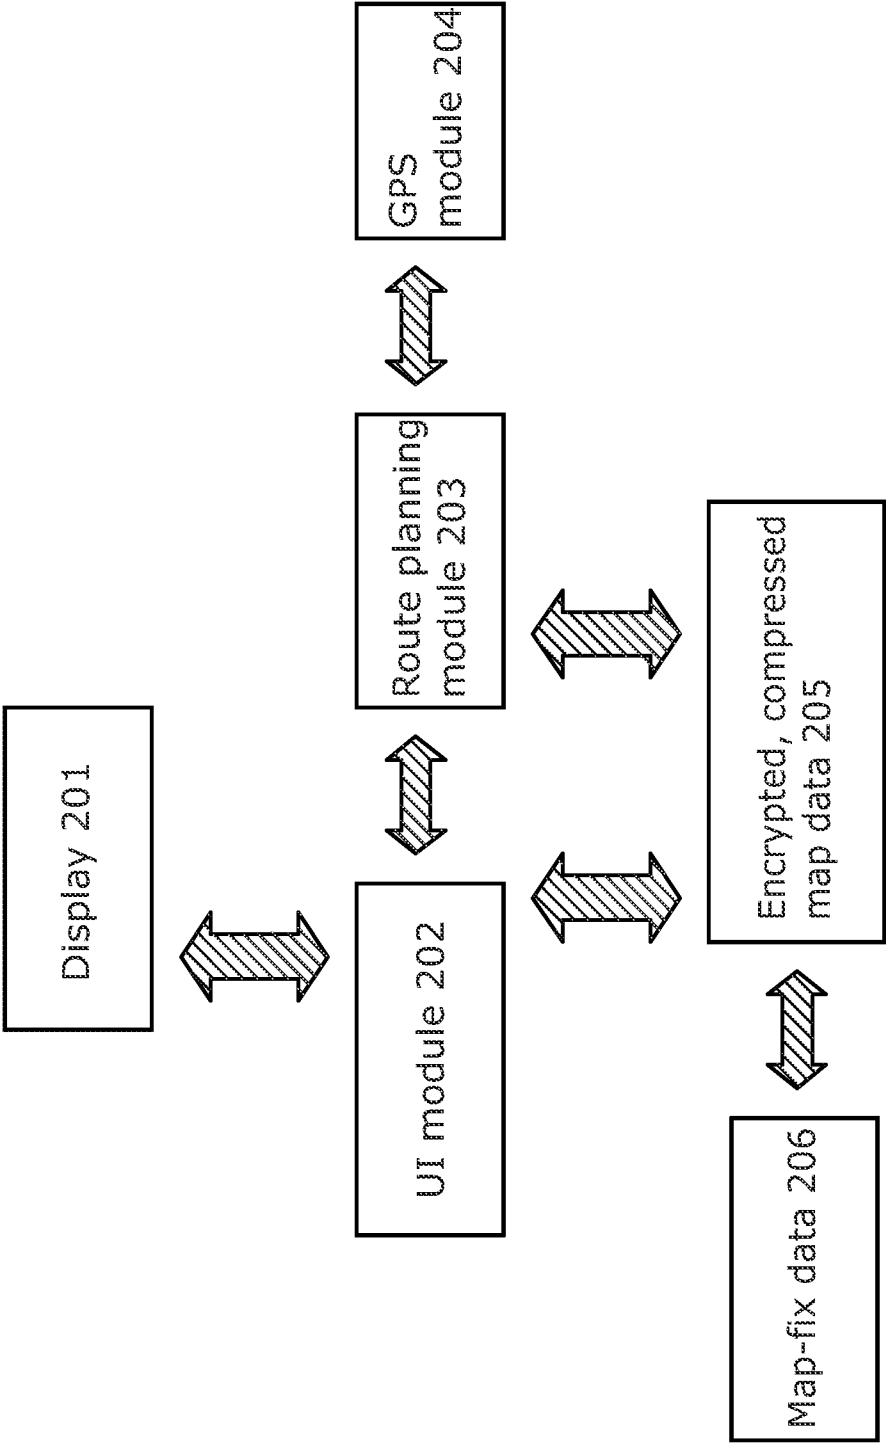 Display 201
UI module 202
Route planning
module 203
GPS
module 204
Map-fix data 206
Encrypted, compressed
map data 205